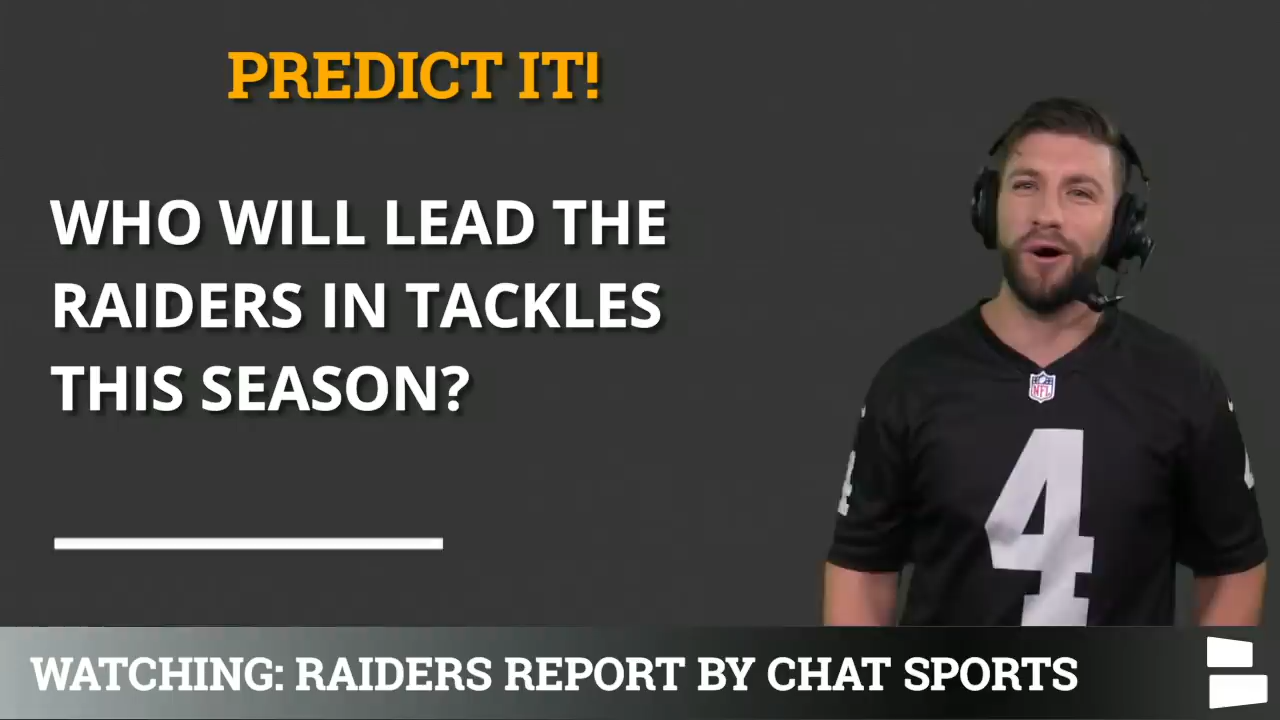 PREDICT IT!
WHO WILL LEAD THE
RAIDERS IN TACKLES
THIS SEASON?
NFL
4
4
WATCHING: RAIDERS REPORT BY CHAT SPORTS